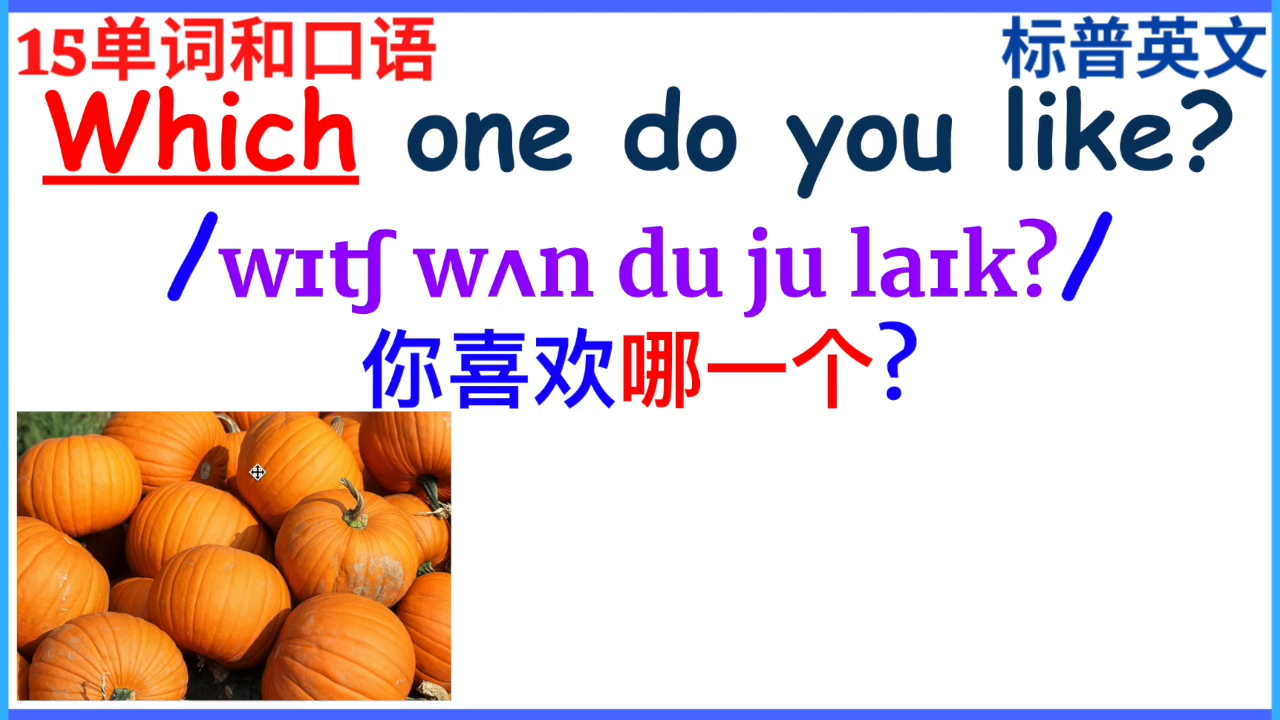 15单词和口语
标普英文
Which one do you like?
/wɪʧ wʌn du ju laɪk?/
你喜欢哪一个?